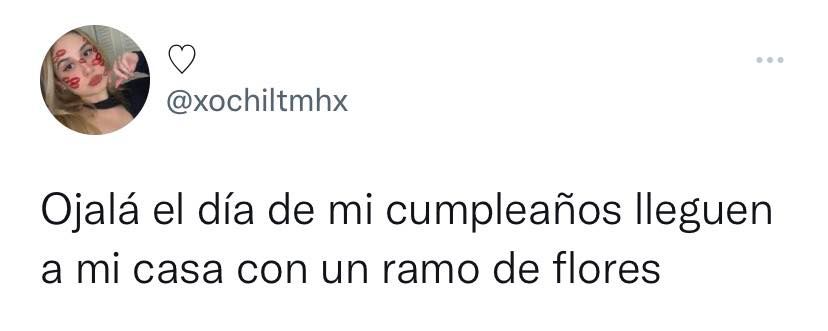 ♡
@xochiltmhx
Ojalá el día de mi cumpleaños lleguen
a mi casa con un ramo de flores